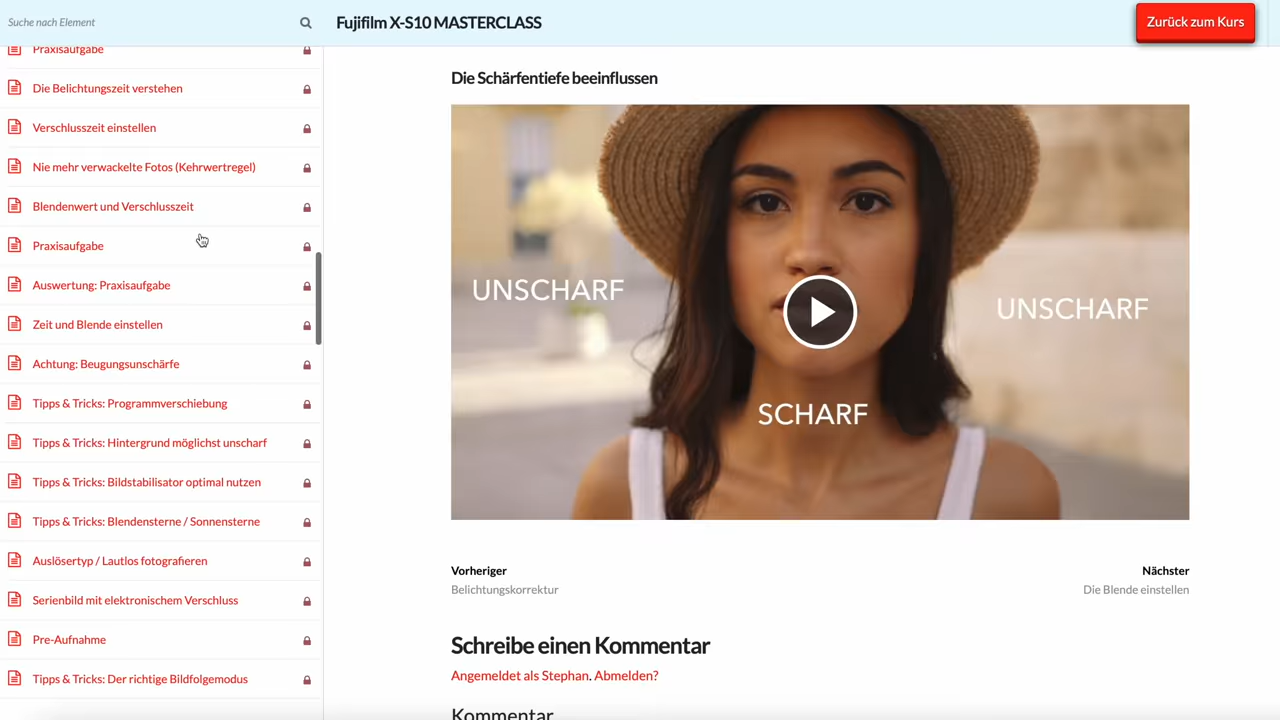 Suche nach Element
Fujifilm X-S10 MASTERCLASS
Zurück zum Kurs
Praxisaufgabe
Die Belichtungszeit verstehen
Verschlusszeit einstellen
Nie mehr verwackelte Fotos (Kehrwertregel)
Blendenwert und Verschlusszeit
Praxisaufgabe
Auswertung: Praxisaufgabe
Zeit und Blende einstellen
Achtung: Beugungsunschärfe
Tipps & Tricks: Programmverschiebung
Tipps & Tricks: Hintergrund möglichst unscharf
Tipps & Tricks: Bildstabilisator optimal nutzen
Tipps & Tricks: Blendensterne / Sonnensterne
Auslösertyp / Lautlos fotografieren
Serienbild mit elektronischem Verschluss
Pre-Aufnahme
Tipps & Tricks: Der richtige Bildfolgemodus
Die Schärfentiefe beeinflussen
UNSCHARF
UNSCHARF
SCHARF
Vorheriger
Belichtungskorrektur
Nächster
Die Blende einstellen
Schreibe einen Kommentar
Angemeldet als Stephan. Abmelden?
Kommentar